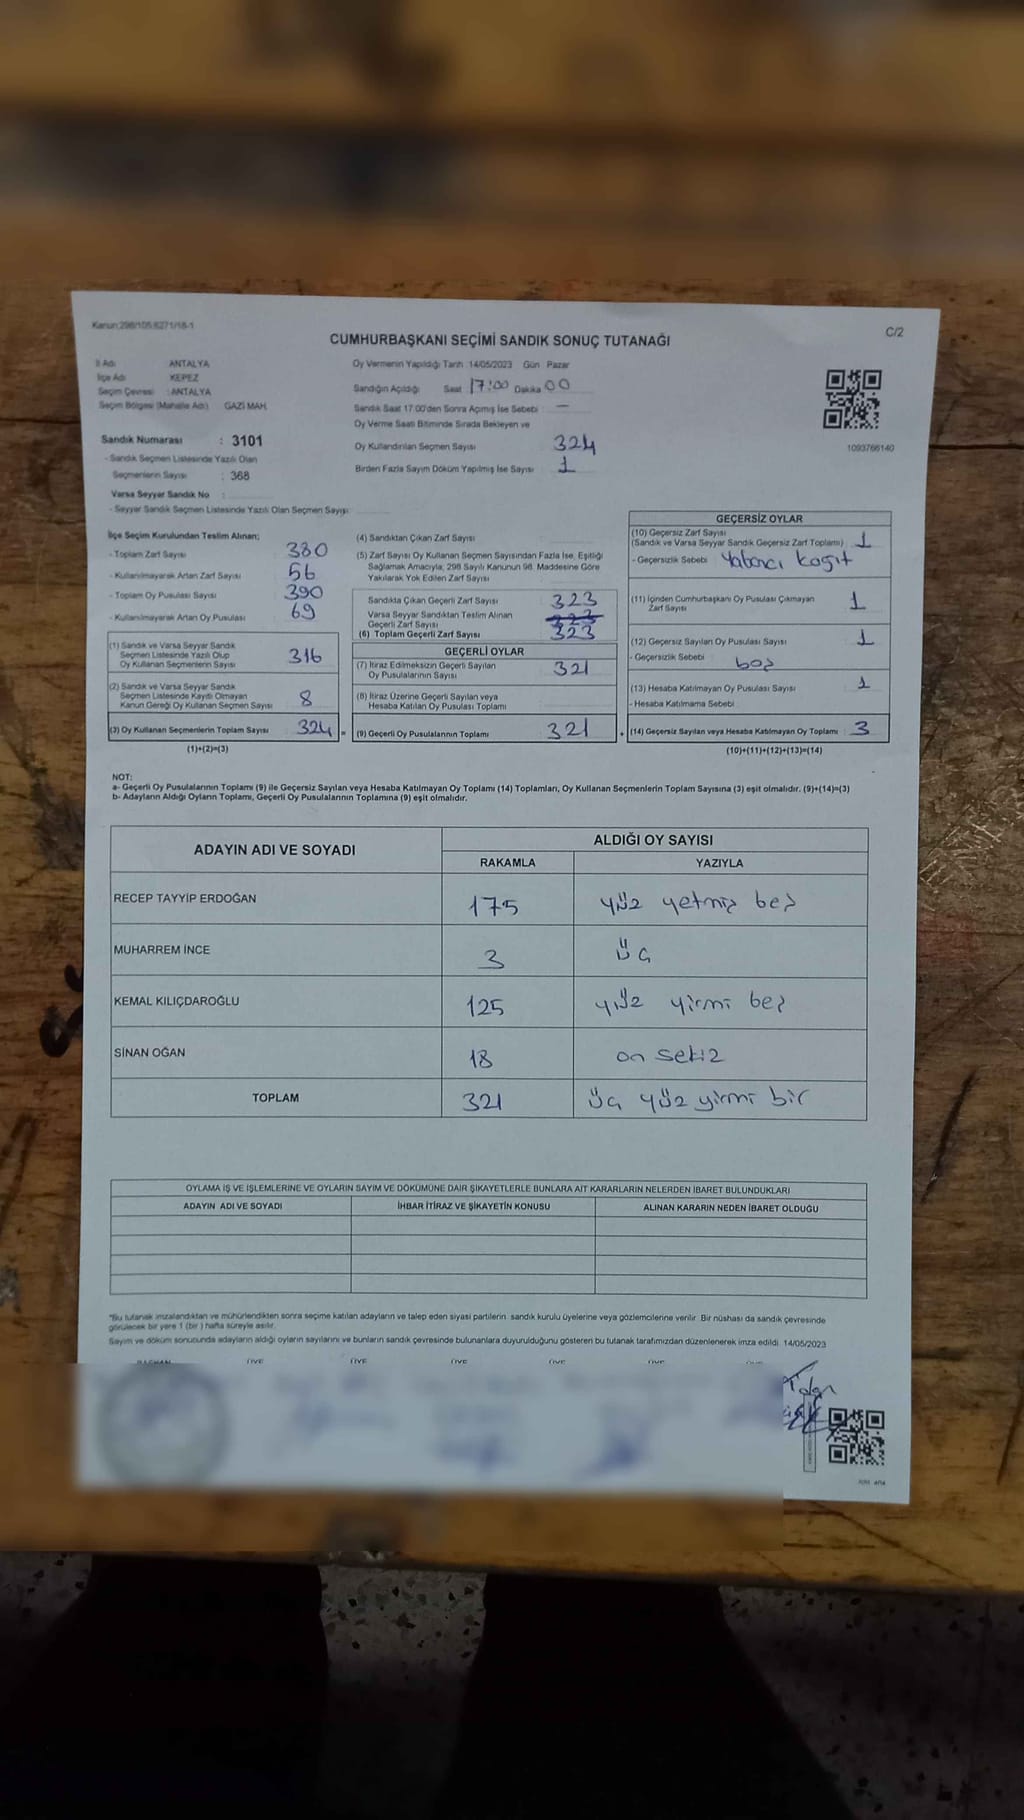 Kanun:298/105.6271/18-1
C/2
CUMHURBAŞKANI SEÇİMİ SANDIK SONUÇ TUTANAĞI
İl Adı ANTALYA
İlçe Adı KEPEZ
Seçim Çevresi : ANTALYA
Seçim Bölgesi (Mahalle Adı) GAZİ MAH.
Oy Vermenin Yapıldığı Tarih 14/05/2023 Gün Pazar
Sandığın Açıldığı Saat 17:00 Dakika 00
Sandık Saat 17.00'den Sonra Açılmış İse Sebebi —
Oy Verme Saati Bitiminde Sırada Bekleyen ve
Oy Kullandırılan Seçmen Sayısı 324
Birden Fazla Sayım Döküm Yapılmış İse Sayısı 1
1093766140
Sandık Numarası : 3101
- Sandık Seçmen Listesinde Yazılı Olan
Seçmenlerin Sayısı : 368
Varsa Seyyar Sandık No :
- Seyyar Sandık Seçmen Listesinde Yazılı Olan Seçmen Sayısı
İlçe Seçim Kurulundan Teslim Alınan;
- Toplam Zarf Sayısı 380
- Kullanılmayarak Artan Zarf Sayısı 56
- Toplam Oy Pusulası Sayısı 390
- Kullanılmayarak Artan Oy Pusulası 69
(1) Sandık ve Varsa Seyyar Sandık
Seçmen Listesinde Yazılı Olup
Oy Kullanan Seçmenlerin Sayısı 316
(2) Sandık ve Varsa Seyyar Sandık
Seçmen Listesinde Kayıtlı Olmayan
Kanun Gereği Oy Kullanan Seçmen Sayısı 8
(3) Oy Kullanan Seçmenlerin Toplam Sayısı 324 =
(1)+(2)=(3)
(4) Sandıktan Çıkan Zarf Sayısı
(5) Zarf Sayısı Oy Kullanan Seçmen Sayısından Fazla İse, Eşitliği
Sağlamak Amacıyla, 298 Sayılı Kanunun 98. Maddesine Göre
Yakılarak Yok Edilen Zarf Sayısı
Sandıkta Çıkan Geçerli Zarf Sayısı 323
Varsa Seyyar Sandıktan Teslim Alınan
Geçerli Zarf Sayısı 323
(6) Toplam Geçerli Zarf Sayısı 323
GEÇERLİ OYLAR
(7) İtiraz Edilmeksizin Geçerli Sayılan
Oy Pusulalarının Sayısı 321
(8) İtiraz Üzerine Geçerli Sayılan veya
Hesaba Katılan Oy Pusulası Toplamı
(9) Geçerli Oy Pusulalarının Toplamı 321 +
GEÇERSİZ OYLAR
(10) Geçersiz Zarf Sayısı
(Sandık ve Varsa Seyyar Sandık Geçersiz Zarf Toplamı) 1
- Geçersizlik Sebebi Yabancı kağıt
(11) İçinden Cumhurbaşkanı Oy Pusulası Çıkmayan
Zarf Sayısı 1
(12) Geçersiz Sayılan Oy Pusulası Sayısı 1
- Geçersizlik Sebebi boş
(13) Hesaba Katılmayan Oy Pusulası Sayısı 1
- Hesaba Katılmama Sebebi
(14) Geçersiz Sayılan veya Hesaba Katılmayan Oy Toplamı : 3
(10)+(11)+(12)+(13)=(14)
NOT:
a- Geçerli Oy Pusulalarının Toplamı (9) ile Geçersiz Sayılan veya Hesaba Katılmayan Oy Toplamı (14) Toplamları, Oy Kullanan Seçmenlerin Toplam Sayısına (3) eşit olmalıdır. (9)+(14)=(3)
b- Adayların Aldığı Oyların Toplamı, Geçerli Oy Pusulalarının Toplamına (9) eşit olmalıdır.
ADAYIN ADI VE SOYADI
ALDIĞI OY SAYISI
RAKAMLA YAZIYLA
RECEP TAYYİP ERDOĞAN 175 yüz yetmiş beş
MUHARREM İNCE 3 üç
KEMAL KILIÇDAROĞLU 125 yüz yirmi beş
SİNAN OĞAN 18 on sekiz
TOPLAM 321 üç yüz yirmi bir
OYLAMA İŞ VE İŞLEMLERİNE VE OYLARIN SAYIM VE DÖKÜMÜNE DAİR ŞİKAYETLERLE BUNLARA AİT KARARLARIN NELERDEN İBARET BULUNDUKLARI
ADAYIN ADI VE SOYADI İHBAR İTİRAZ VE ŞİKAYETİN KONUSU ALINAN KARARIN NEDEN İBARET OLDUĞU
*Bu tutanak imzalandıktan ve mühürlendikten sonra seçime katılan adayların ve talep eden siyasi partilerin sandık kurulu üyelerine veya gözlemcilerine verilir. Bir nüshası da sandık çevresinde
görülecek bir yere 1 (bir ) hafta süreyle asılır.
Sayım ve döküm sonucunda adayların aldığı oyların sayılarını ve bunların sandık çevresinde bulunanlara duyurulduğunu gösteren bu tutanak tarafımızdan düzenlenerek imza edildi. 14/05/2023
BAŞKAN ÜYE ÜYE ÜYE ÜYE ÜYE ÜYE